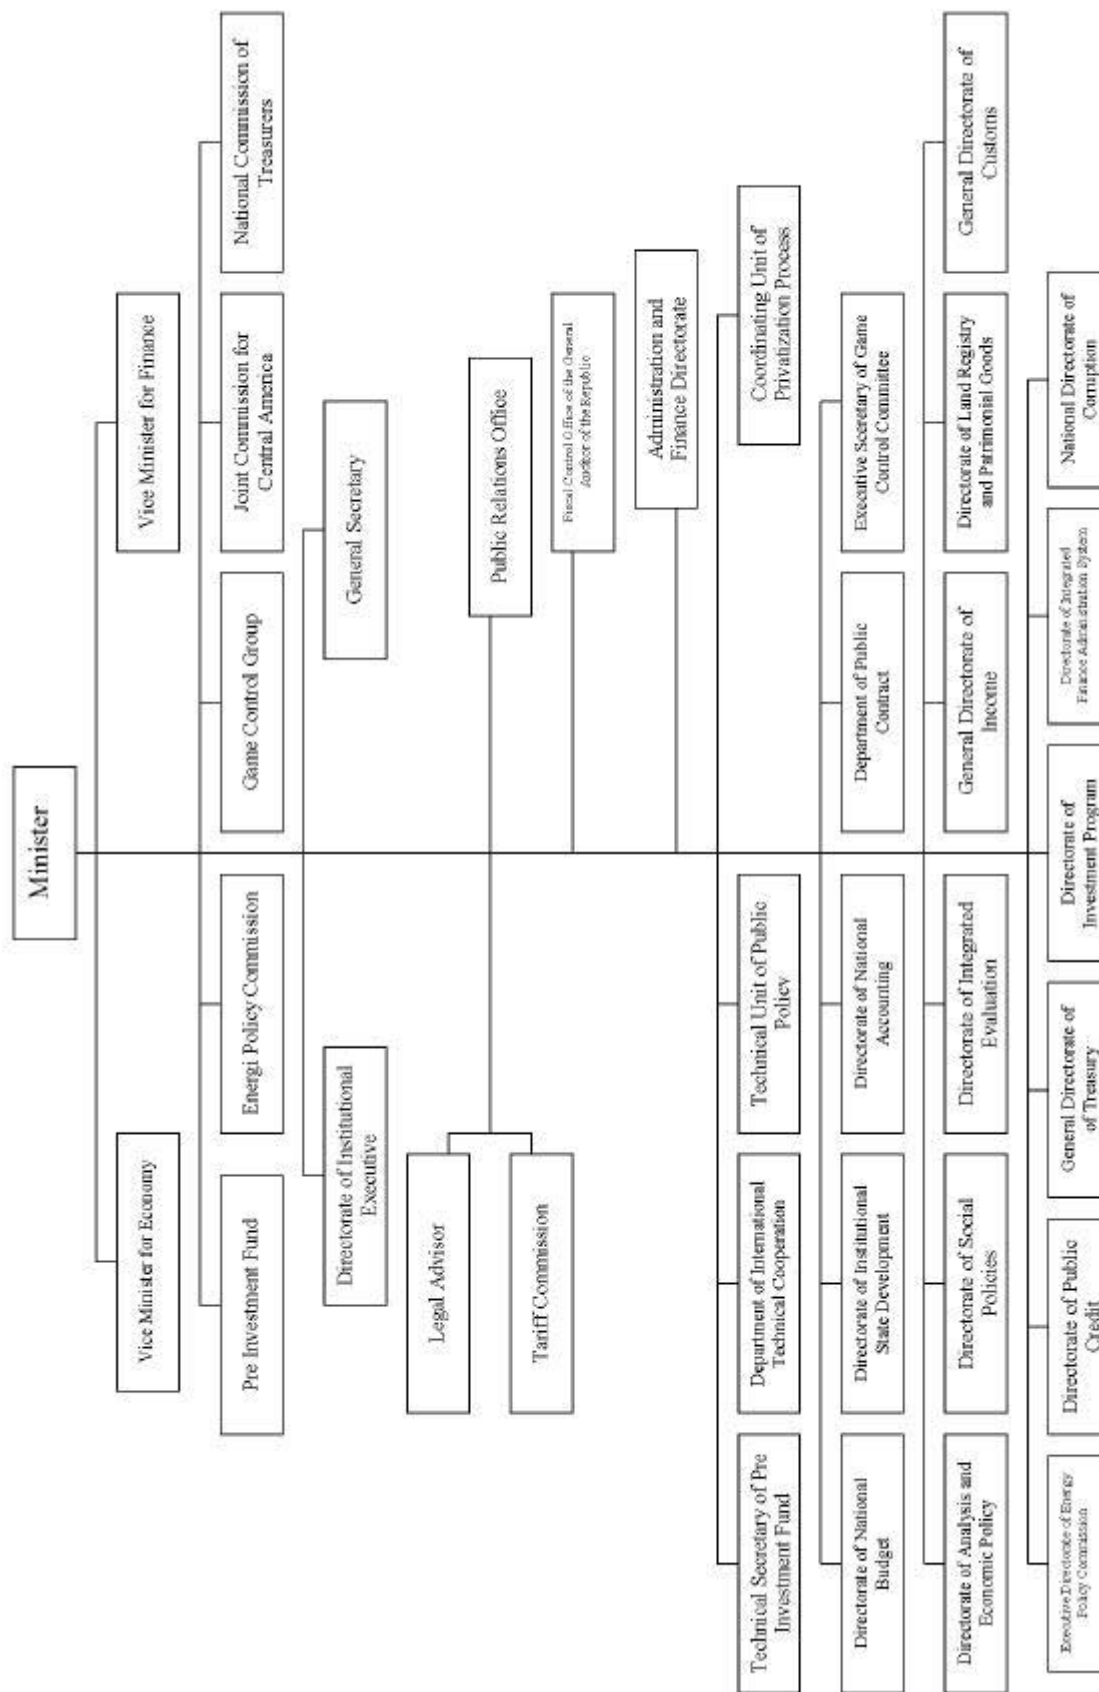 Minister
Vice Minister for Economy
Vice Minister for Finance
Pre Investment Fund
Energi Policy Commission
Game Control Group
Joint Commission for
Central America
National Commission of
Treasurers
Directorate of Institutional
Executive
General Secretary
Legal Advisor
Public Relations Office
Tariff Commission
Fiscal Control Office of the General
Auditor of the Republic
Administration and
Finance Directorate
Technical Secretary of Pre
Investment Fund
Department of International
Technical Cooperation
Technical Unit of Public
Policy
Coordinating Unit of
Privatization Process
Directorate of National
Budget
Directorate of Institutional
State Development
Directorate of National
Accounting
Department of Public
Contract
Executive Secretary of Game
Control Committee
Directorate of Analysis and
Economic Policy
Directorate of Social
Policies
Directorate of Integrated
Evaluation
General Directorate of
Income
Directorate of Land Registry
and Patrimonial Goods
General Directorate of
Customs
Executive Directorate of Energy
Policy Commission
Directorate of Public
Credit
General Directorate of
of Treasury
Directorate of
Investment Program
Directorate of Integrated
Finance Administration System
National Directorate of
Corruption